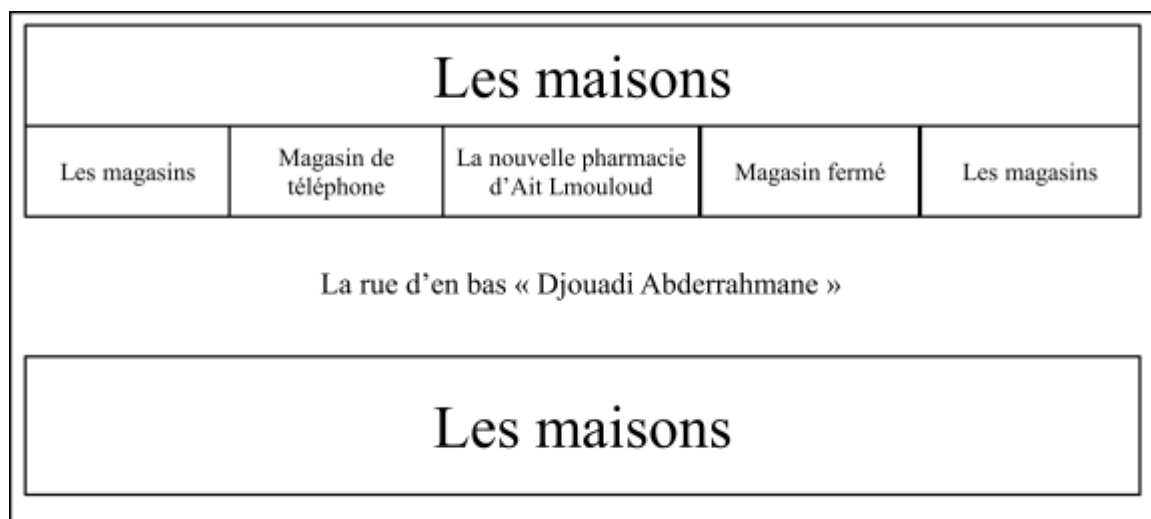 Les maisons
Les magasins
Magasin de
téléphone
La nouvelle pharmacie
d'Ait Lmouloud
Magasin fermé
Les magasins
La rue d'en bas « Djouadi Abderrahmane »
Les maisons